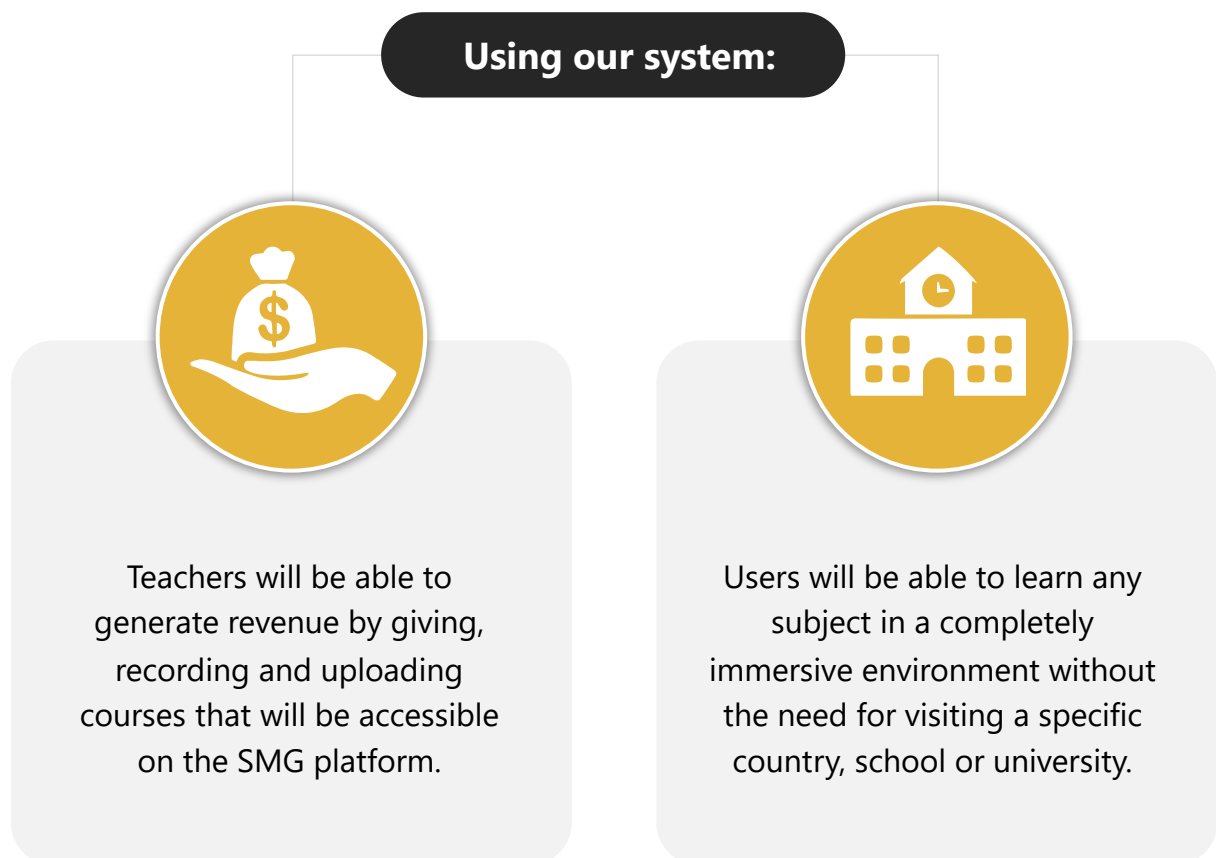 Using our system:
$
Teachers will be able to
generate revenue by giving,
recording and uploading
courses that will be accessible
on the SMG platform.
Users will be able to learn any
subject in a completely
immersive environment without
the need for visiting a specific
country, school or university.